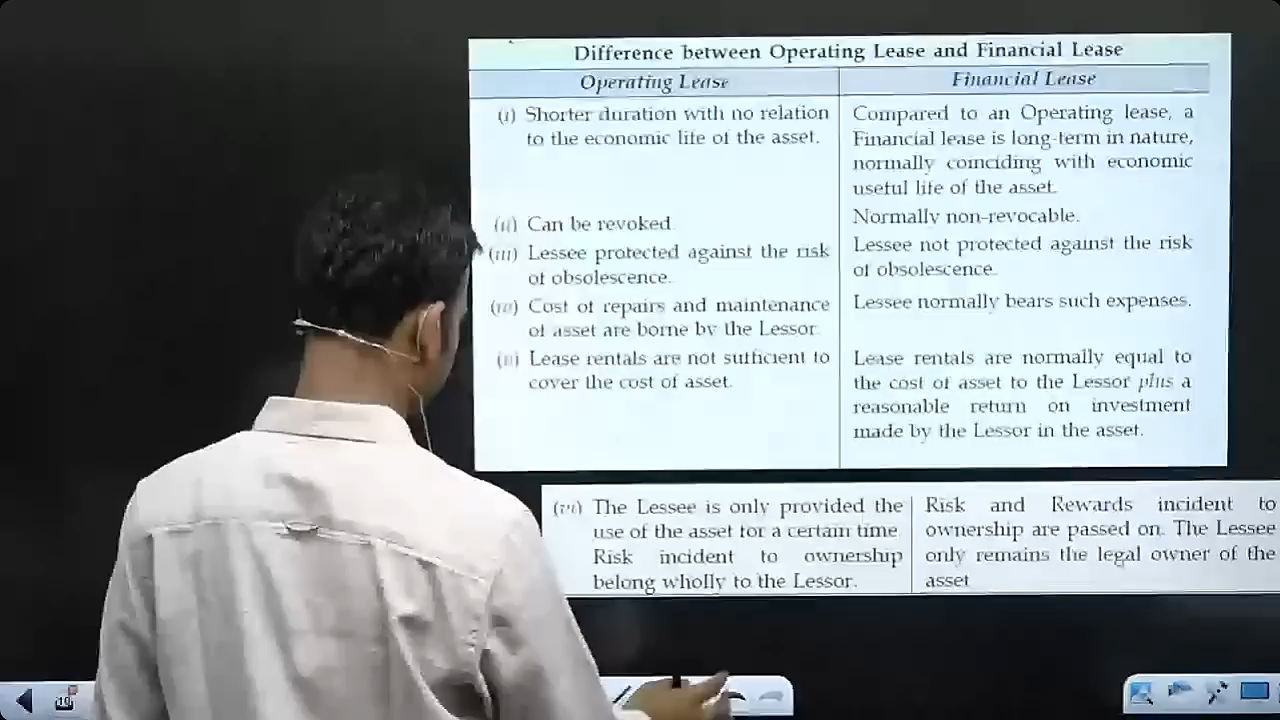 Difference between Operating Lease and Financial Lease
Operating Lease
Financial Lease
(i) Shorter duration with no relation
to the economic life of the asset.
Compared to an Operating lease, a
Financial lease is long-term in nature,
normally coinciding with economic
useful life of the asset.
(ii) Can be revoked.
Normally non-revocable.
(iii) Lessee protected against the risk
of obsolescence.
Lessee not protected against the risk
of obsolescence.
(iv) Cost of repairs and maintenance
of asset are borne by the Lessor
Lessee normally bears such expenses.
(v) Lease rentals are not sufficient to
cover the cost of asset.
Lease rentals are normally equal to
the cost of asset to the Lessor plus a
reasonable return on investment
made by the Lessor in the asset.
(vi) The Lessee is only provided the
use of the asset for a certain time
Risk incident to ownership
belong wholly to the Lessor.
Risk and Rewards incident to
ownership are passed on. The Lessee
only remains the legal owner of the
asset